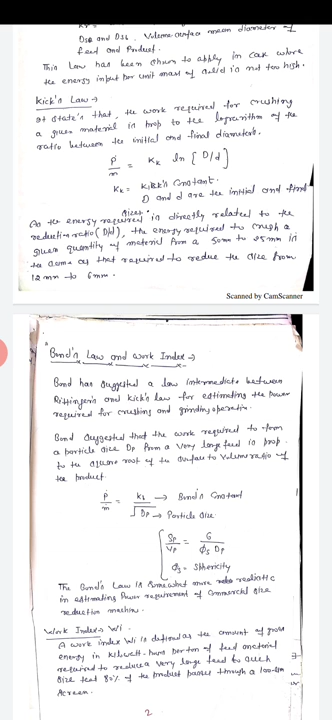 Dsa and Dsb. Volume surface mean diameter of
feed and Product.
This Law has been shown to apply in case where
the energy input per unit mass of solid is not too high.
Kick's Law →
It state's that, the work required for crushing
a given material is prop to the logarithm of the
ratio between the initial and final diameters.
P/m = Kk ln [D/d]
Kk = kirk's Constant.
D and d are the initial and final
sizes.
As the energy required is directly related to the
reduction ratio (D/d), the energy required to crush a
given quantity of material from a 50mm to 25mm is
the same as that required to reduce the size from
12mm to 6mm.
Scanned by CamScanner
Bond's Law and work Index →
Bond has suggested a law intermediate between
Rittinger's and Kick's law for estimating the power
required for crushing and grinding operation.
Bond suggested that the work required to form
a particle size Dp from a very large feed is prop.
to the square root of the surface to volume ratio of
the product.
P/m = kb/√Dp → Bond's Constant
→ Particle size.
Sp/Vp = 6/Φs Dp
Φs = Sphericity
The Bond's Law is somewhat more realistic
in estimating Power requirement of Commercial size
reduction machine.
Work Index → Wi
A work index Wi is defined as the amount of gross
energy in kilowatt-hours per ton of feed material
required to reduce a very large feed to such
size that 80% of the product passes through a 100-um
screen.
2